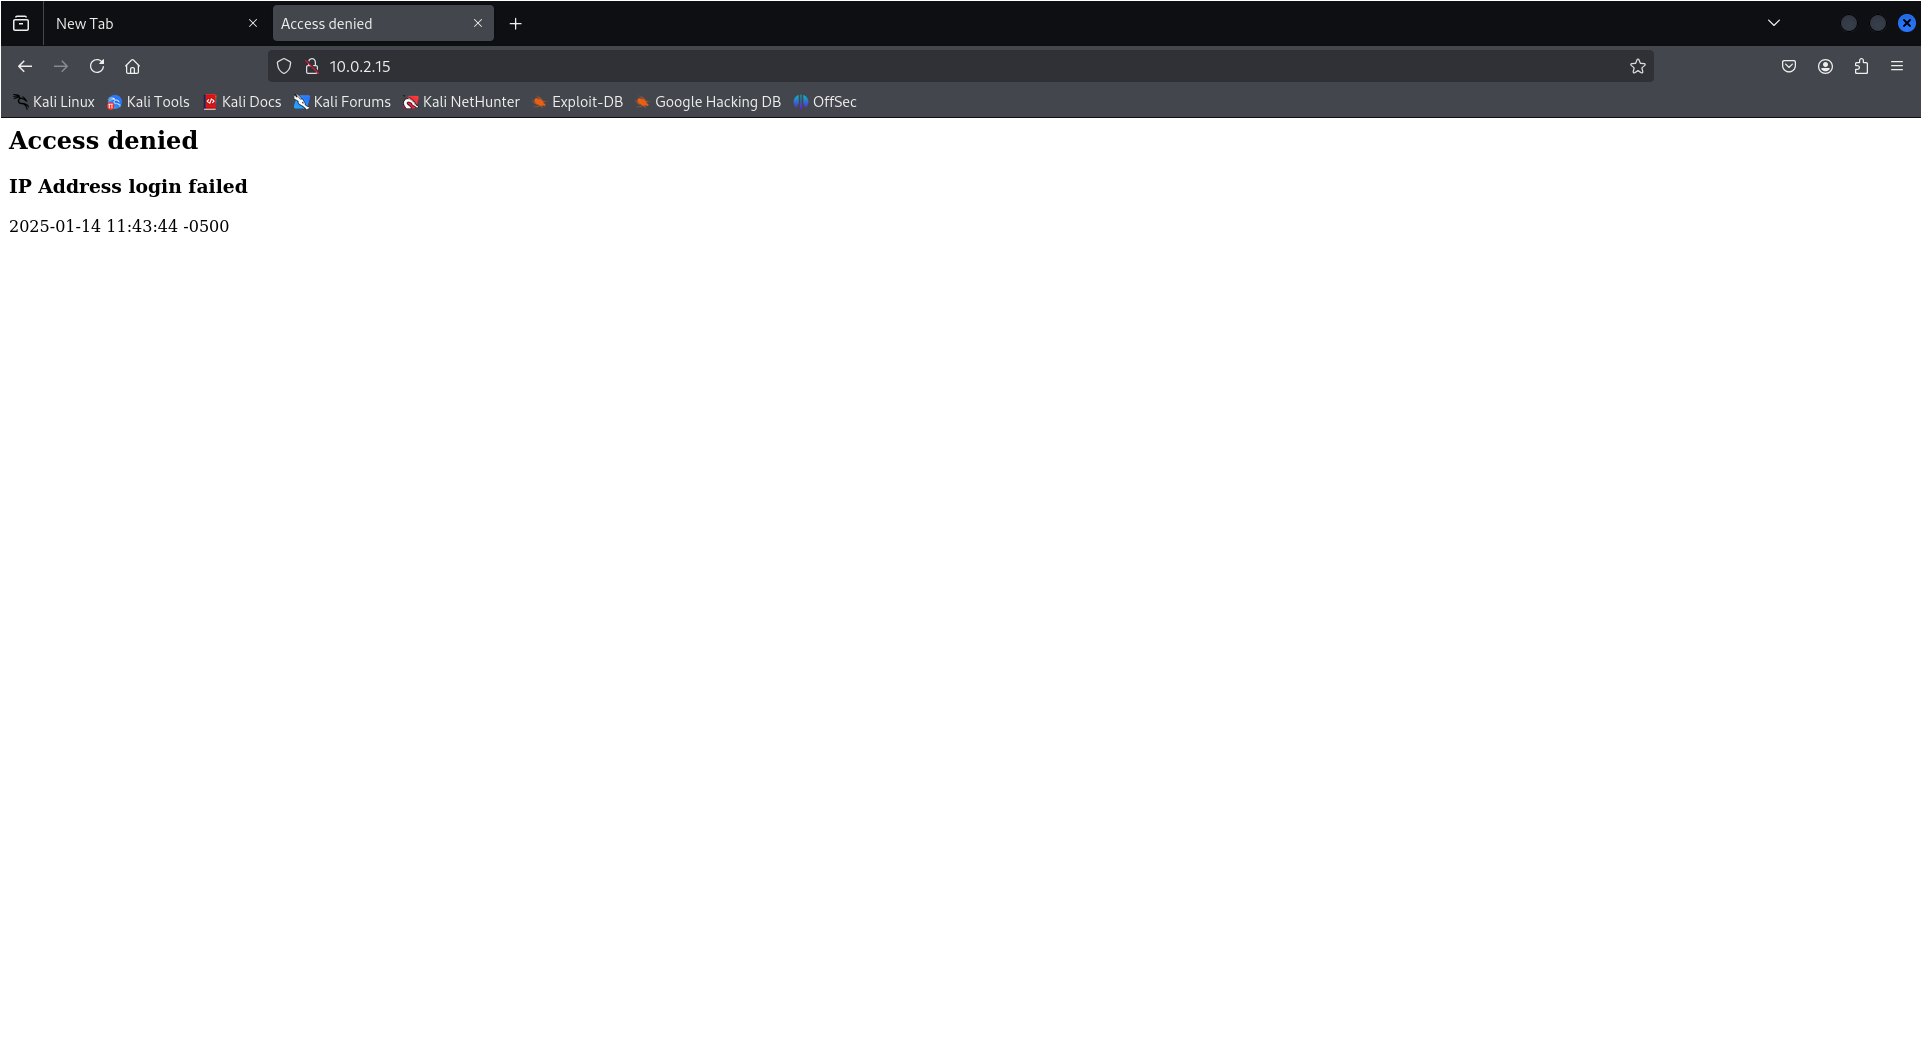 New Tab
Access denied
10.0.2.15
Kali Linux Kali Tools Kali Docs Kali Forums Kali NetHunter Exploit-DB Google Hacking DB OffSec
Access denied
IP Address login failed
2025-01-14 11:43:44 -0500